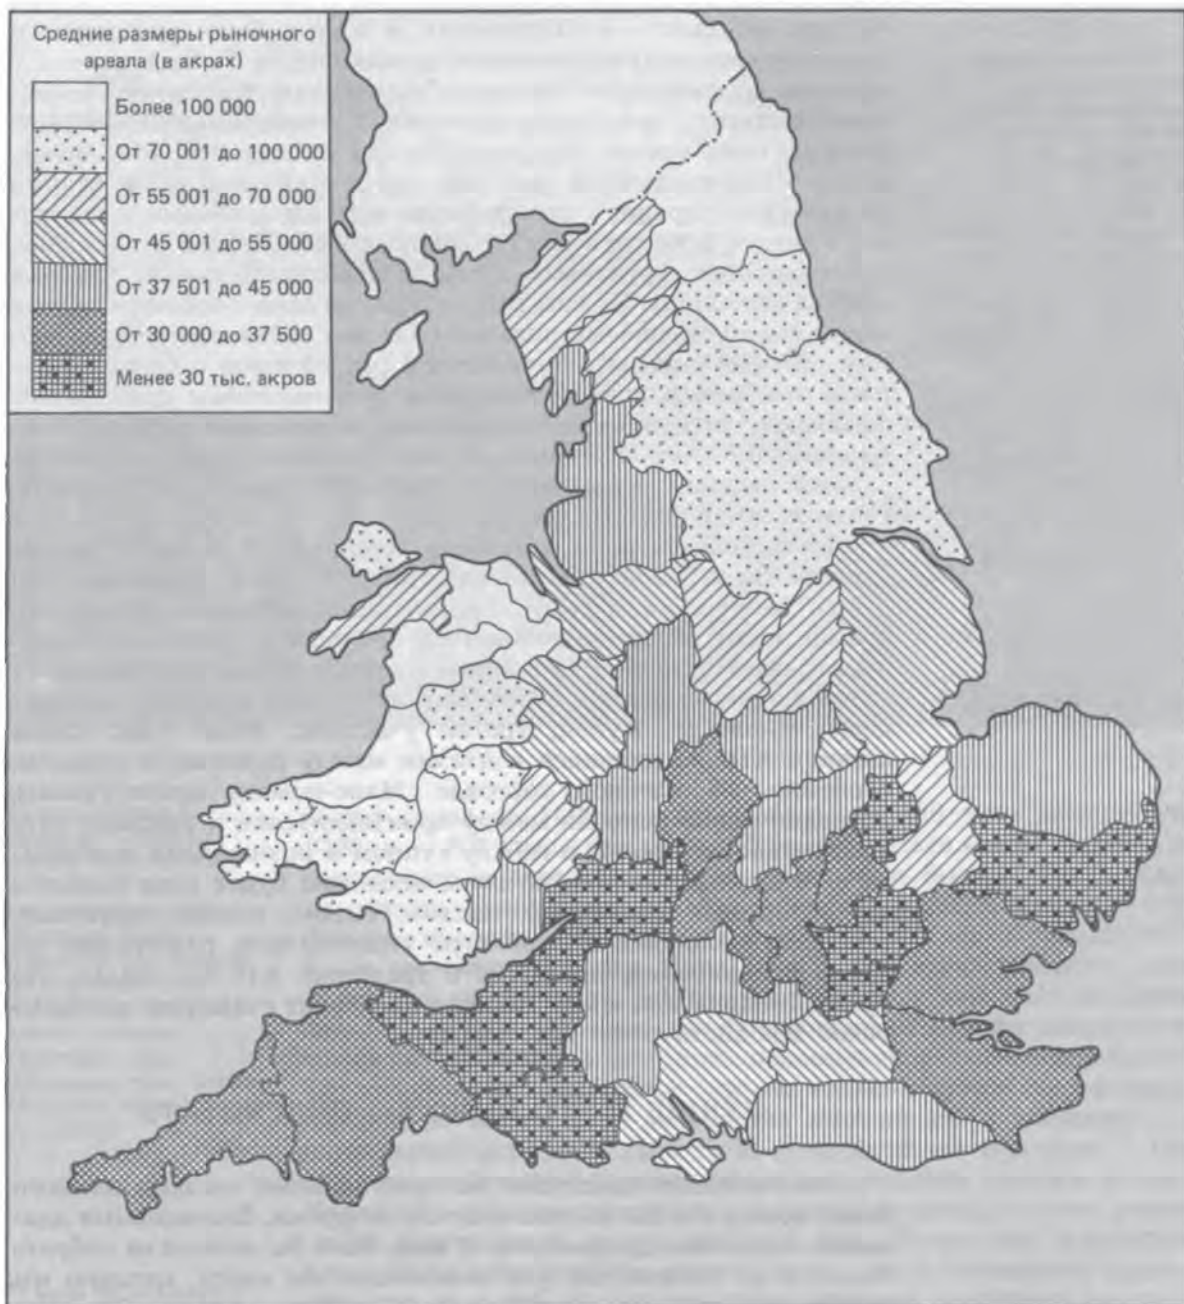 Средние размеры рыночного
ареала (в акрах)
Более 100 000
От 70 001 до 100 000
От 55 001 до 70 000
От 45 001 до 55 000
От 37 501 до 45 000
От 30 000 до 37 500
Менее 30 тыс. акров